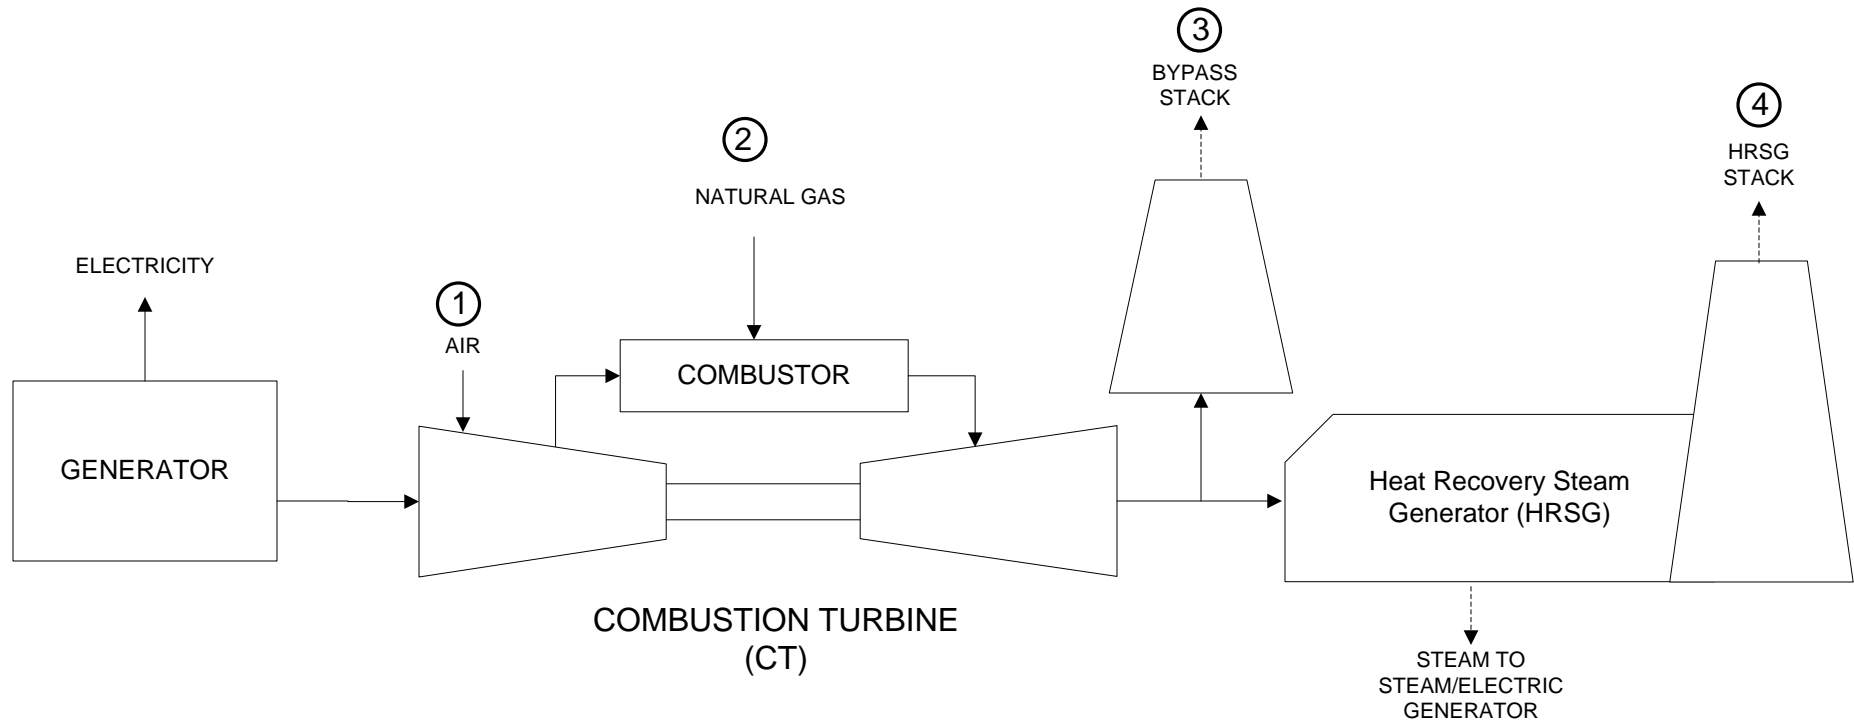 3
BYPASS
STACK
4
HRSG
STACK
2
NATURAL GAS
ELECTRICITY
1
AIR
COMBUSTOR
GENERATOR
Heat Recovery Steam
Generator (HRSG)
COMBUSTION TURBINE
(CT)
STEAM TO
STEAM/ELECTRIC
GENERATOR